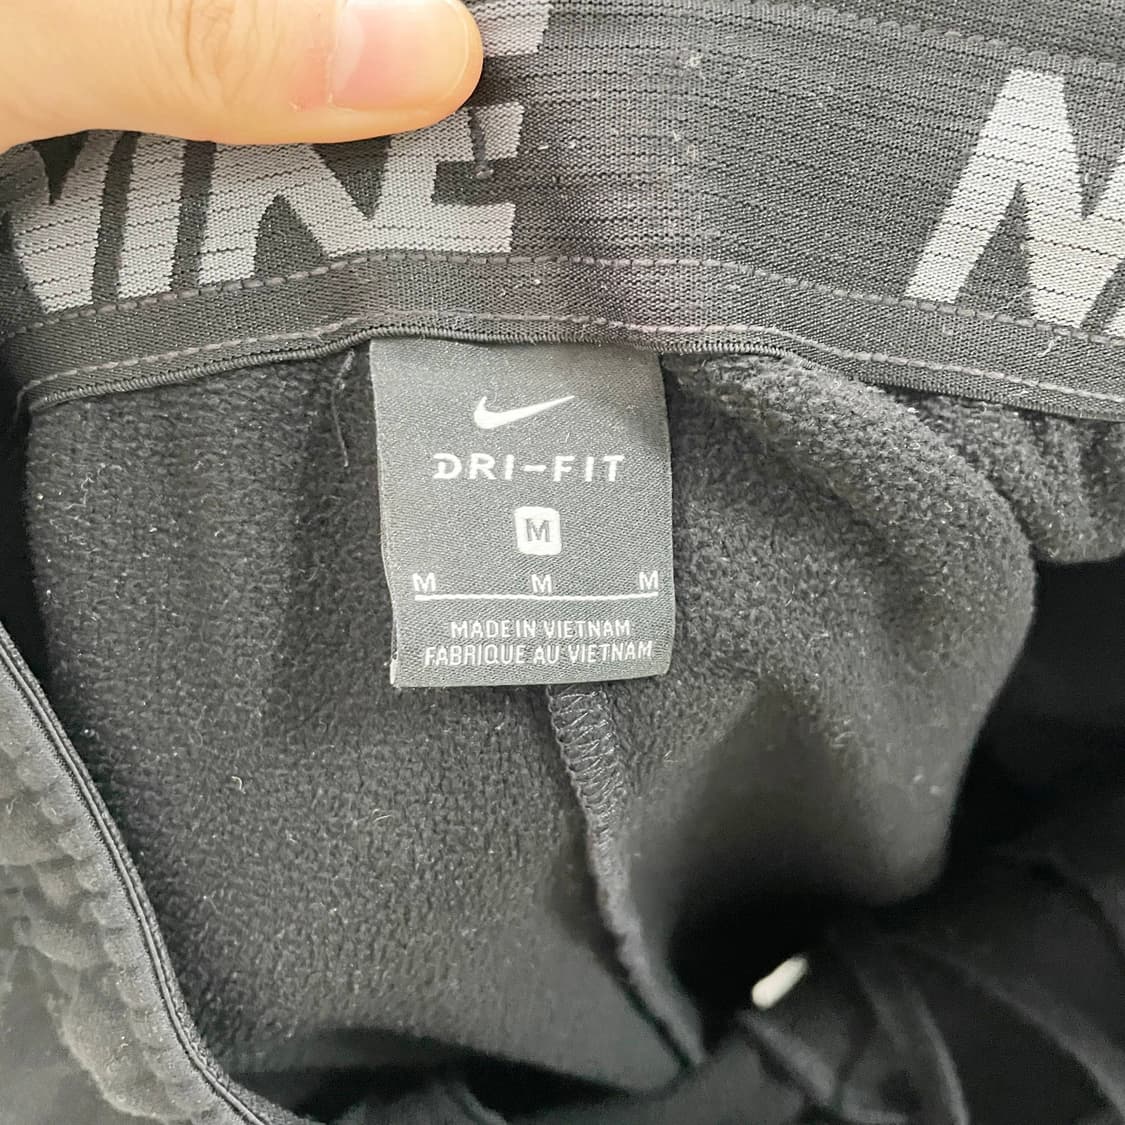 NIKE
N
DRI-FIT
M
M M M
MADE IN VIETNAM
FABRIQUE AU VIETNAM